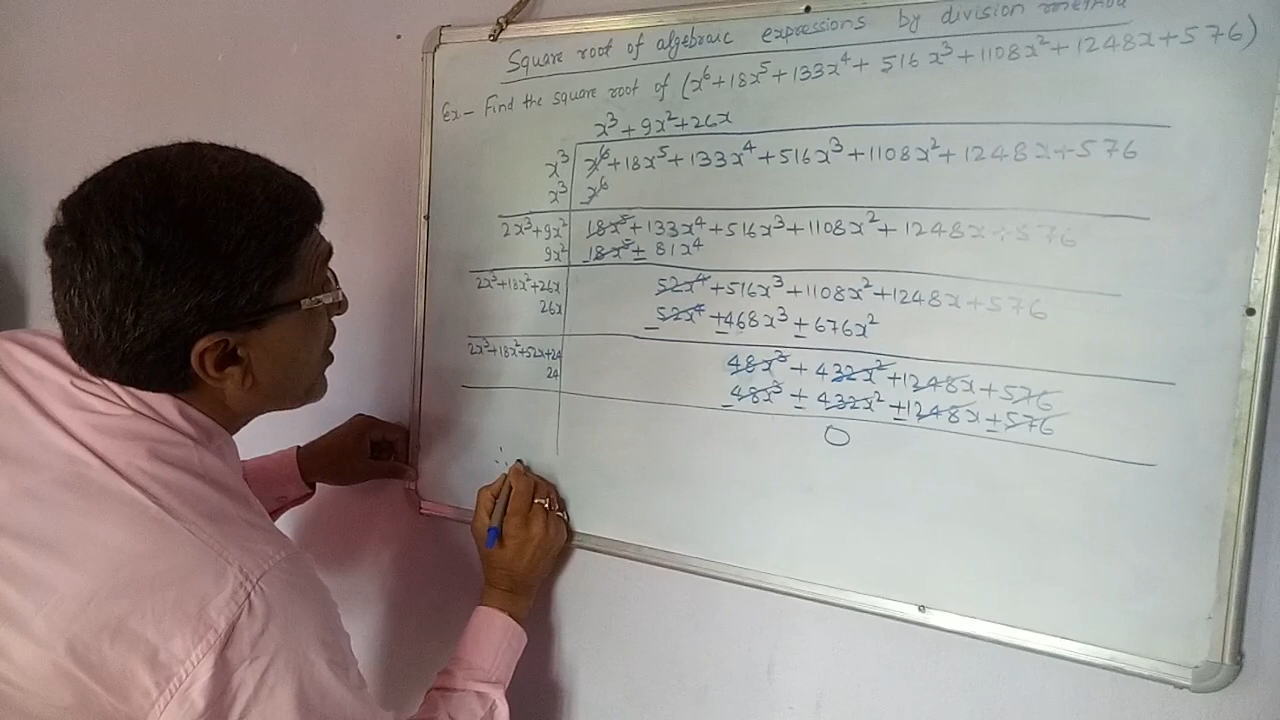 Square root of algebraic expressions by division method
Ex- Find the square root of (x⁶+18x⁵+133x⁴+516x³+1108x²+1248x+576)
x³+9x²+26x
x³ x⁶+18x⁵+133x⁴+516x³+1108x²+1248x+576
x³ x⁶
2x³+9x² 18x⁵+133x⁴+516x³+1108x²+1248x+576
9x² 18x⁵±81x⁴
2x³+18x²+26x 52x⁴+516x³+1108x²+1248x+576
26x 52x⁴+468x³±676x²
2x³+18x²+52x+24 48x³+432x²+1248x+576
24 48x³±432x²±1248x±576
0